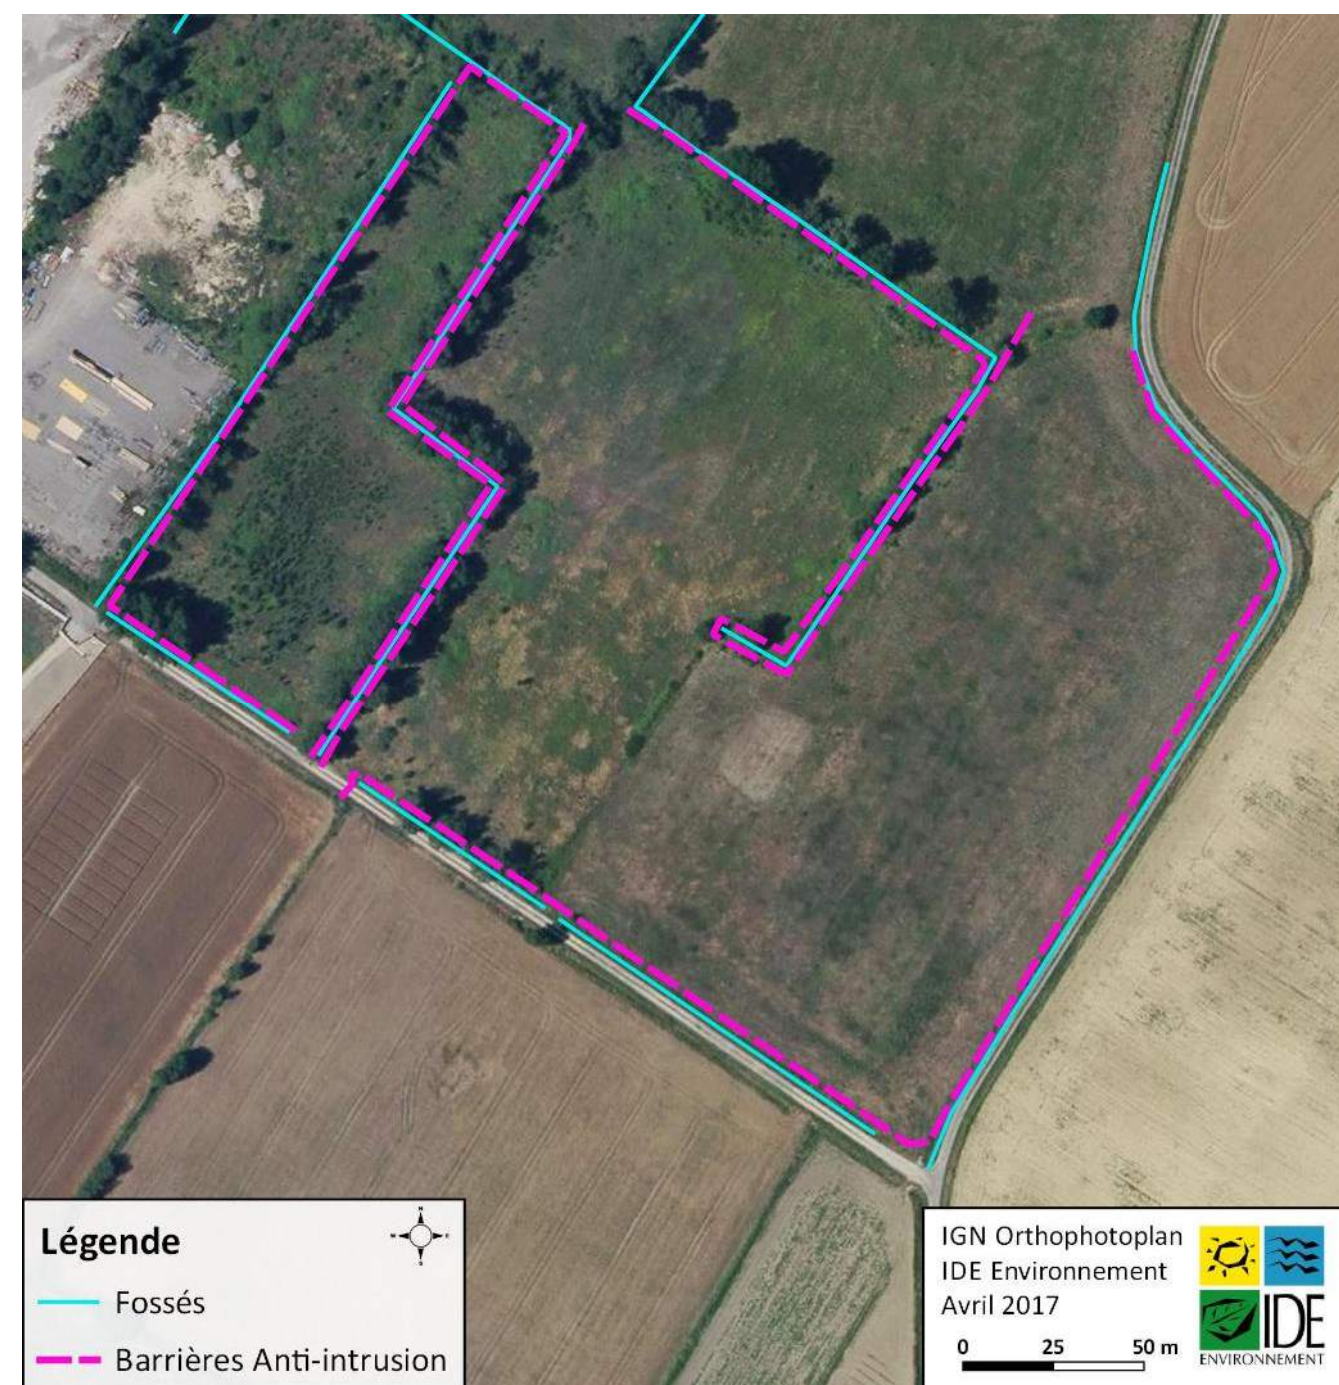 Légende
N
Fossés
Barrières Anti-intrusion
IGN Orthophotoplan
IDE Environnement
Avril 2017
0 25 50 m
IDE
ENVIRONNEMENT